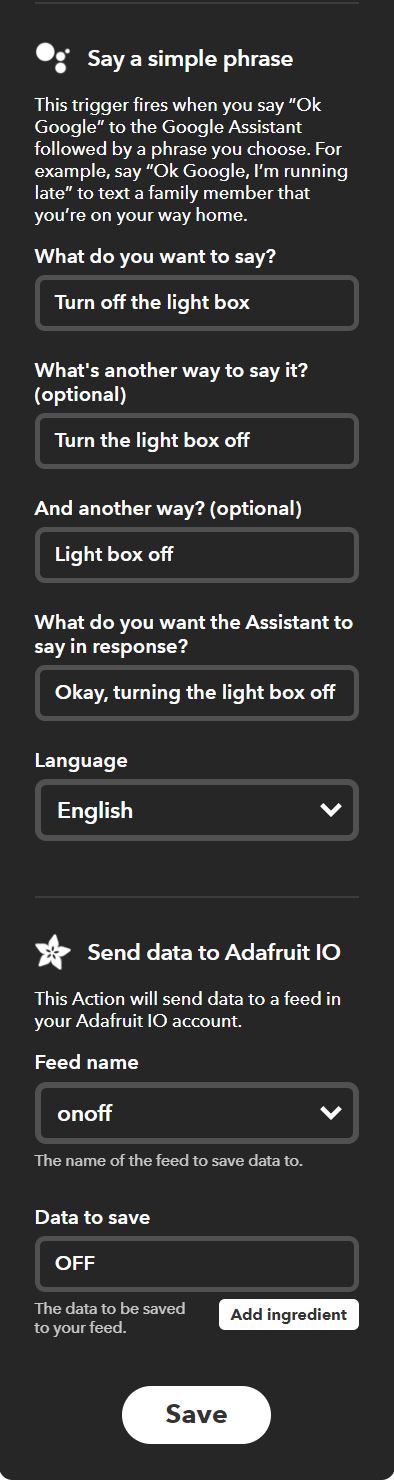 Say a simple phrase
This trigger fires when you say “Ok
Google” to the Google Assistant
followed by a phrase you choose. For
example, say “Ok Google, I’m running
late” to text a family member that
you’re on your way home.
What do you want to say?
Turn off the light box
What's another way to say it?
(optional)
Turn the light box off
And another way? (optional)
Light box off
What do you want the Assistant to
say in response?
Okay, turning the light box off
Language
English
Send data to Adafruit IO
This Action will send data to a feed in
your Adafruit IO account.
Feed name
onoff
The name of the feed to save data to.
Data to save
OFF
The data to be saved
to your feed.
Add ingredient
Save